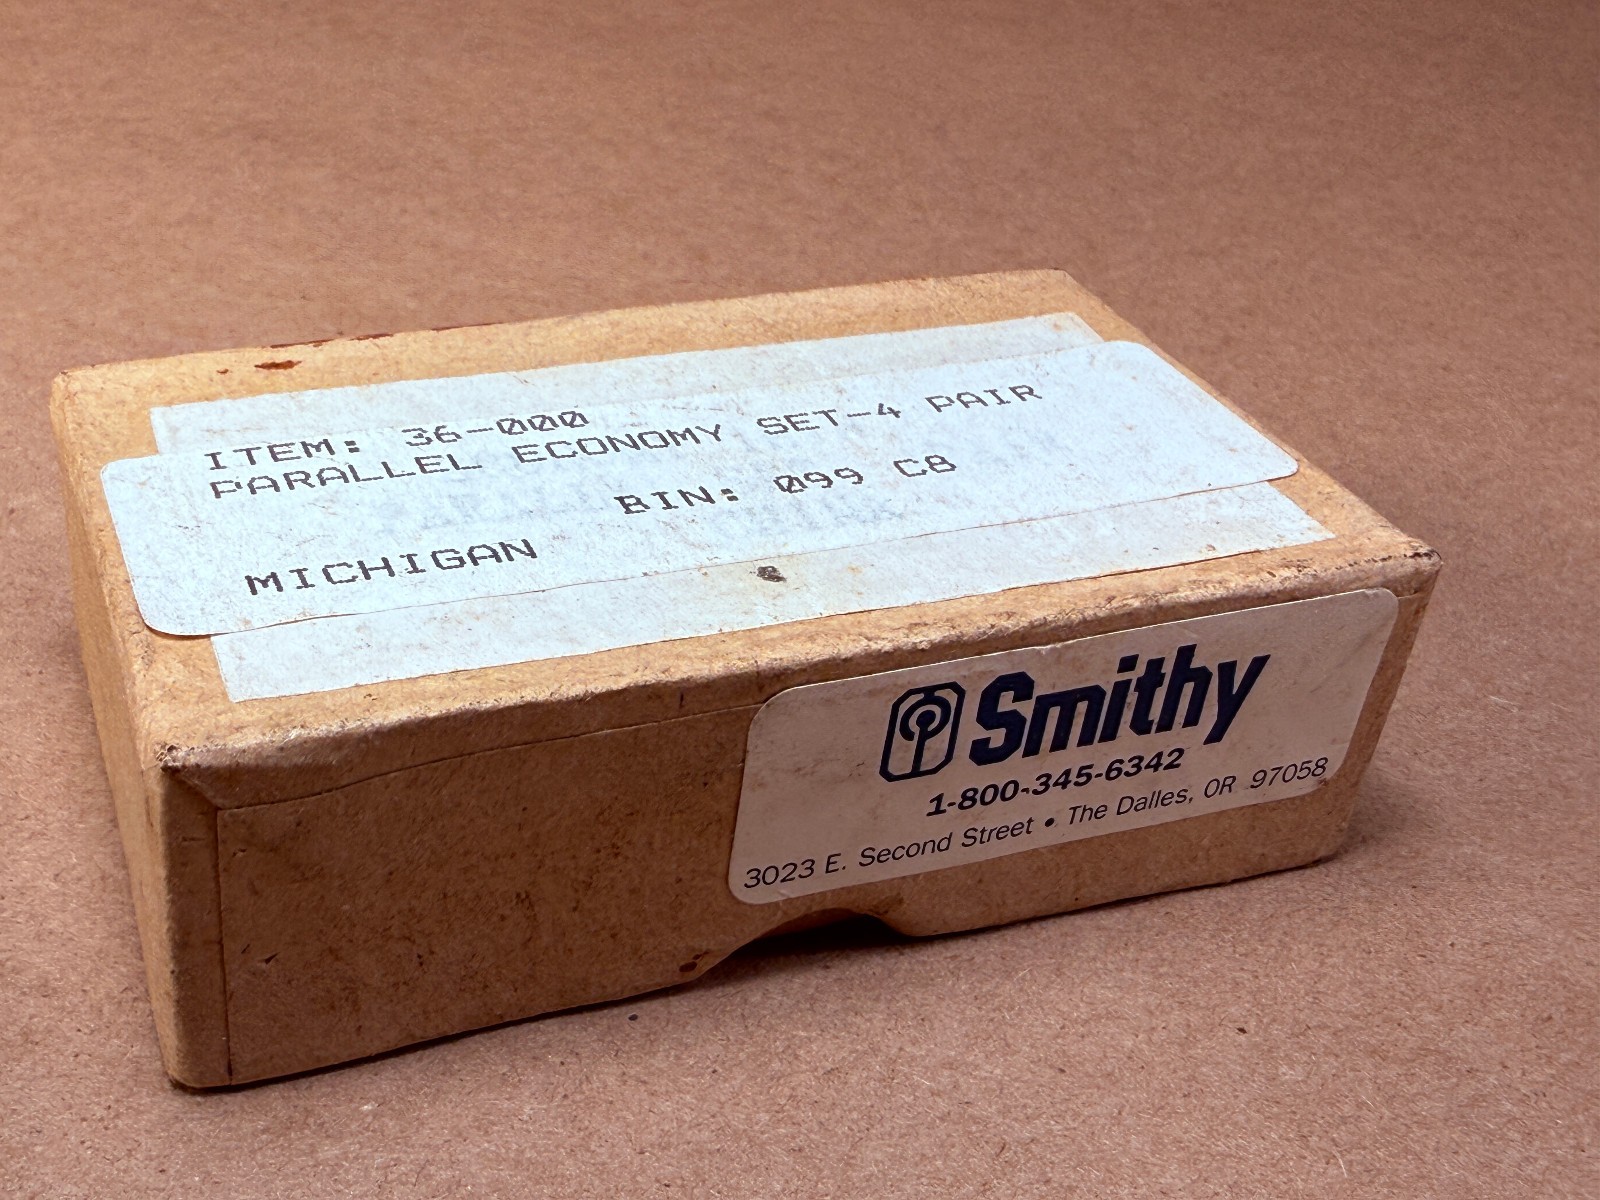 ITEM: 36-000
PARALLEL ECONOMY SET-4 PAIR
BIN: 099 C8
MICHIGAN
Smithy
1-800-345-6342
3023 E. Second Street • The Dalles, OR 97058